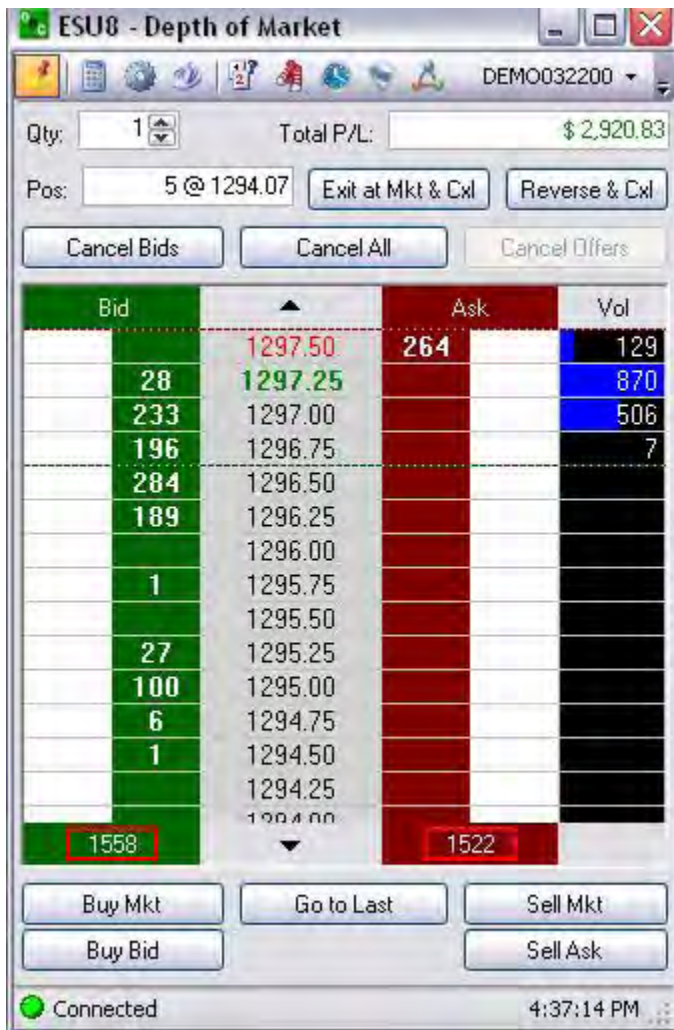 ESU8 - Depth of Market
DEMO032200
Qty: 1 Total P/L: $ 2,920.83
Pos: 5 @ 1294.07 Exit at Mkt & Cxl Reverse & Cxl
Cancel Bids Cancel All Cancel Offers
Bid Ask Vol
1297.50 264 129
28 1297.25 870
233 1297.00 506
196 1296.75 7
284 1296.50
189 1296.25
1296.00
1 1295.75
1295.50
27 1295.25
100 1295.00
6 1294.75
1 1294.50
1294.25
1294.00
1558 1522
Buy Mkt Go to Last Sell Mkt
Buy Bid Sell Ask
Connected 4:37:14 PM